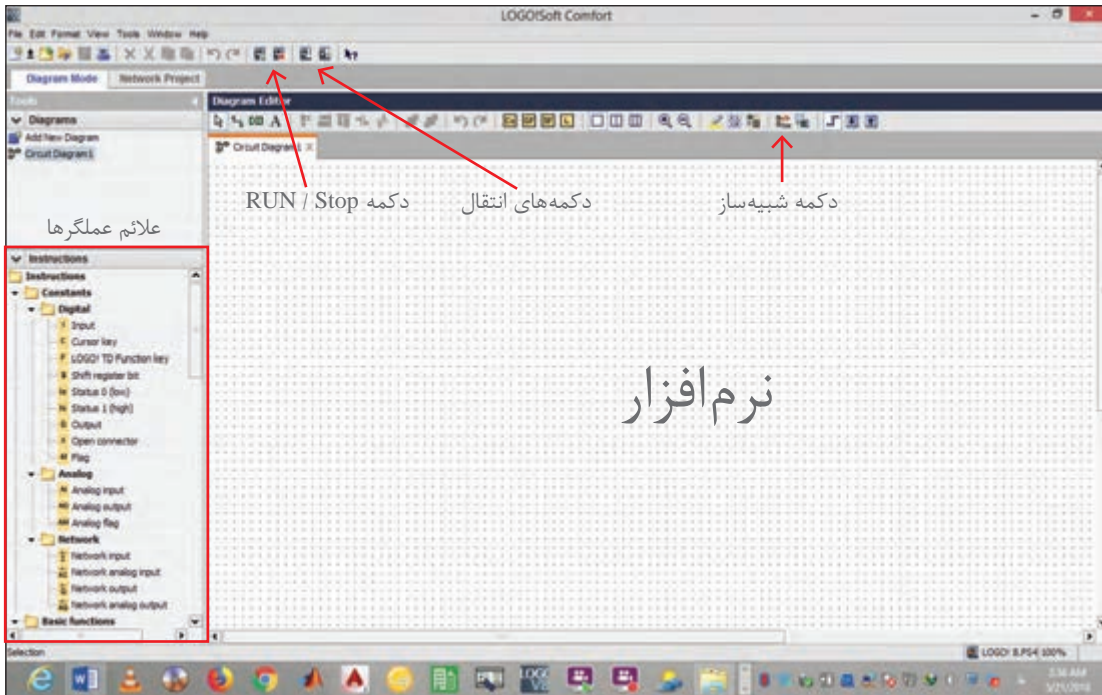 LOGO!Soft Comfort
File Edit Format View Tools Window Help
Diagram Mode Network Project
Tools
Diagram Editor
Diagrams
Add New Diagram
Circuit Diagram1
Circuit Diagram1
دکمه RUN / Stop
دکمه‌های انتقال
دکمه شبیه‌ساز
علائم عملگرها
Instructions
Instructions
Constants
Digital
Input
Cursor key
LOGO! TD Function key
Shift register bit
Status 0 (low)
Status 1 (high)
Output
Open connector
Flag
Analog
Analog input
Analog output
Analog flag
Network
Network input
Network analog input
Network output
Network analog output
Basic functions
نرم‌افزار
Selection
LOGO! 8.FS4 100%